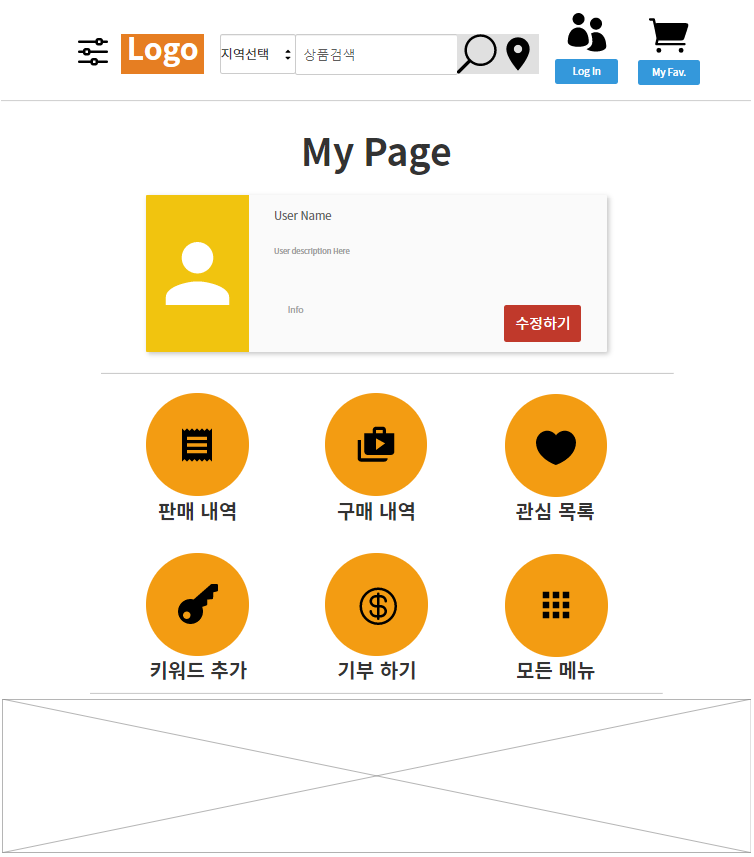 Logo
지역선택
상품검색
Log In
My Fav.
My Page
User Name
User description Here
Info
수정하기
판매 내역
구매 내역
관심 목록
키워드 추가
기부 하기
모든 메뉴